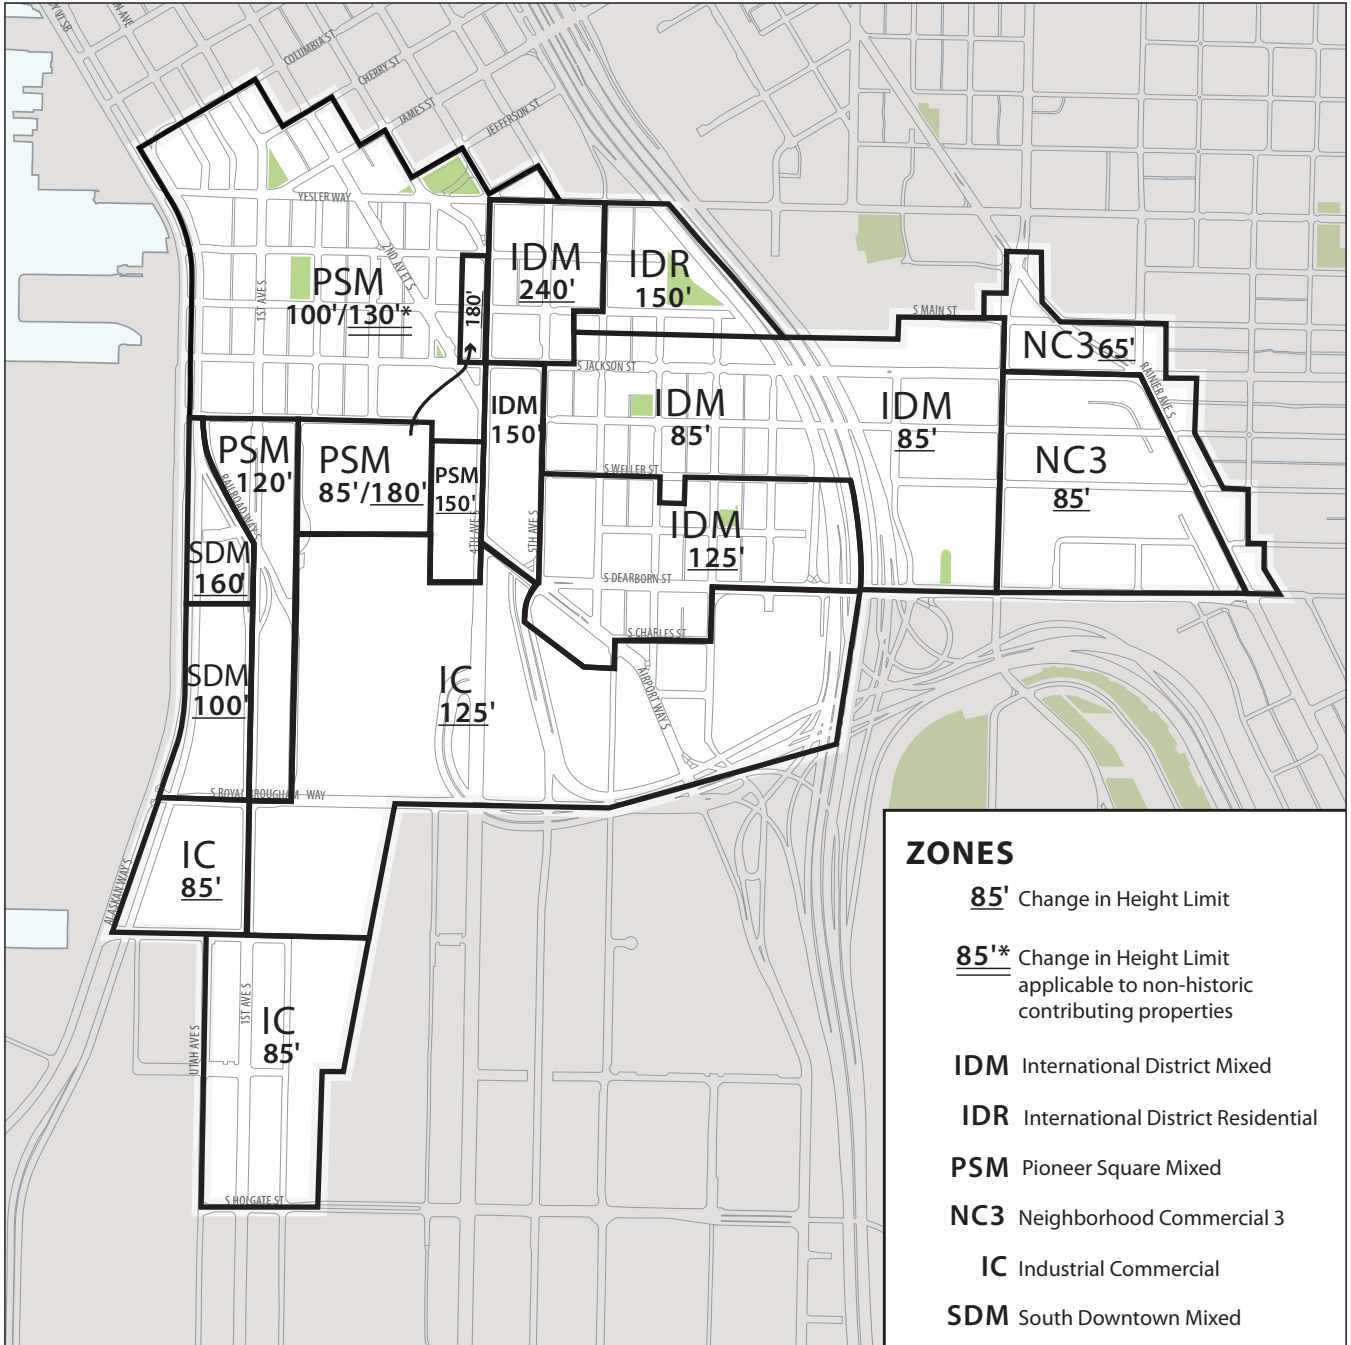 COLUMBIA ST
CHERRY ST
JAMES ST
JEFFERSON ST
YESLER WAY
2ND AV ET S
1ST AVE S
PSM
100'/130'*
180'
IDM
240'
IDR
150'
S MAIN ST
NC3 65'
RAINIER AVE S
S JACKSON ST
IDM
150'
IDM
85'
IDM
85'
NC3
85'
PSM
120'
PSM
85'/180'
PSM
150'
RAILROAD WAY S
4TH AVE S
5TH AVE S
S WELLER ST
IDM
125'
SDM
160'
S DEARBORN ST
S CHARLES ST
AIRPORT WAY S
SDM
100'
IC
125'
S ROYAL BROUGHAM WAY
ALASKAN WAY S
IC
85'
UTAH AVE S
1ST AVE S
IC
85'
S HOLGATE ST
ZONES
85' Change in Height Limit
85'* Change in Height Limit
applicable to non-historic
contributing properties
IDM International District Mixed
IDR International District Residential
PSM Pioneer Square Mixed
NC3 Neighborhood Commercial 3
IC Industrial Commercial
SDM South Downtown Mixed